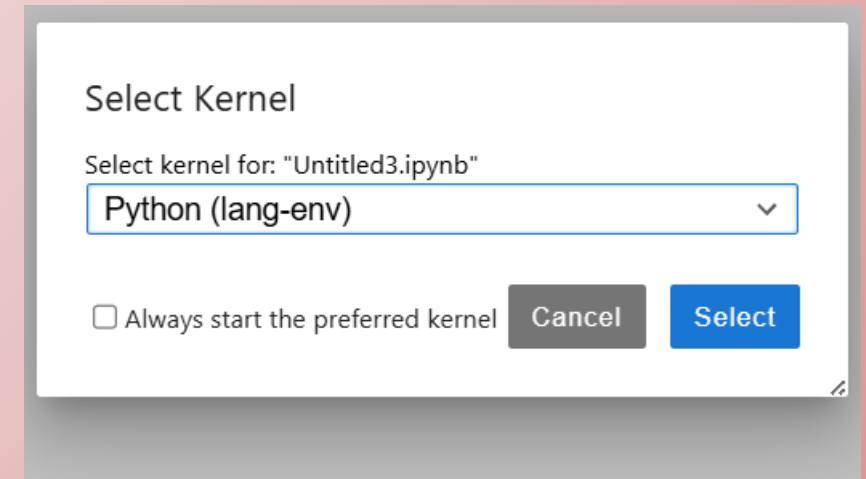 Select Kernel
Select kernel for: "Untitled3.ipynb"
Python (lang-env)
Always start the preferred kernel Cancel Select